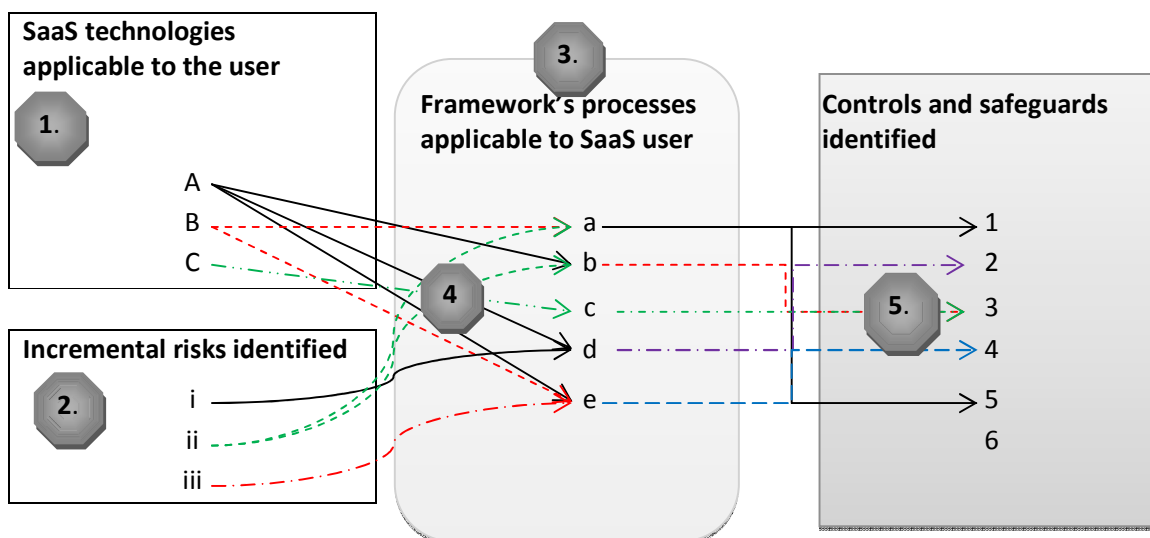 SaaS technologies
applicable to the user
1.
A
B
C
Incremental risks identified
2.
i
ii
iii
3.
Framework's processes
applicable to SaaS user
4
a
b
c
d
e
Controls and safeguards
identified
5.
1
2
3
4
5
6